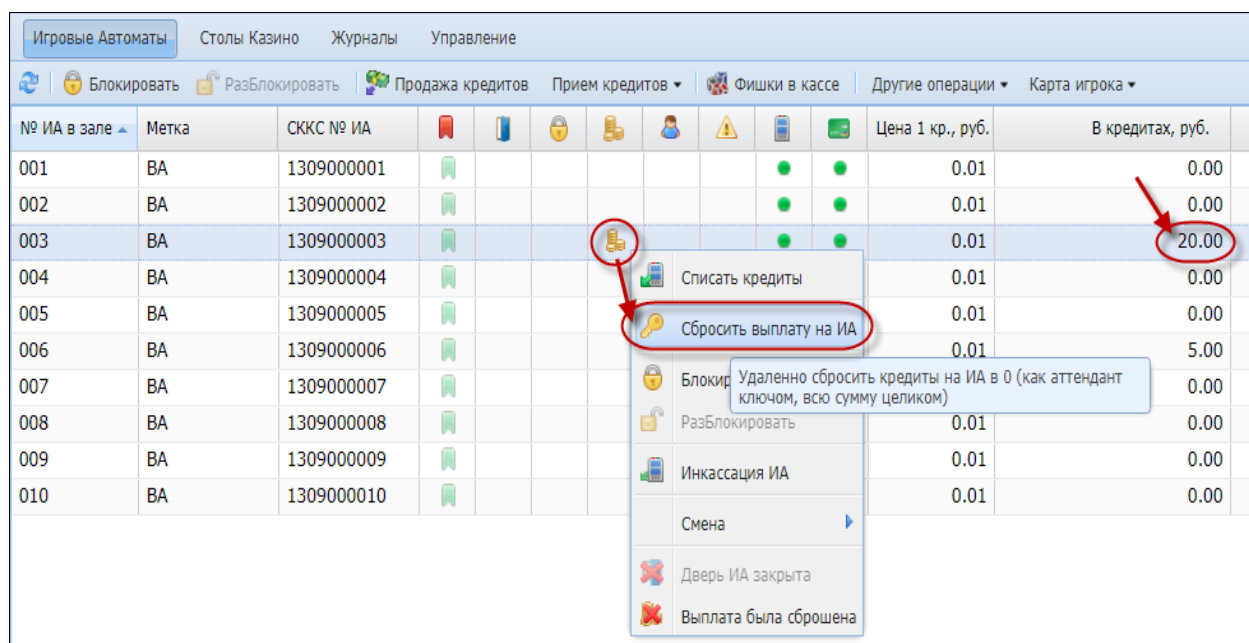 Игровые Автоматы Столы Казино Журналы Управление
Блокировать РазБлокировать Продажа кредитов Прием кредитов Фишки в кассе Другие операции Карта игрока
№ ИА в зале Метка СККС № ИА Цена 1 кр., руб. В кредитах, руб.
001 ВА 1309000001 0.01 0.00
002 ВА 1309000002 0.01 0.00
003 ВА 1309000003 0.01 20.00
004 ВА 1309000004 0.01 0.00
005 ВА 1309000005 0.01 0.00
006 ВА 1309000006 0.01 5.00
007 ВА 1309000007 0.00
008 ВА 1309000008 0.01 0.00
009 ВА 1309000009 0.01 0.00
010 ВА 1309000010 0.01 0.00
Списать кредиты
Сбросить выплату на ИА
Удаленно сбросить кредиты на ИА в 0 (как аттендант
ключом, всю сумму целиком)
РазБлокировать
Инкассация ИА
Смена
Дверь ИА закрыта
Выплата была сброшена